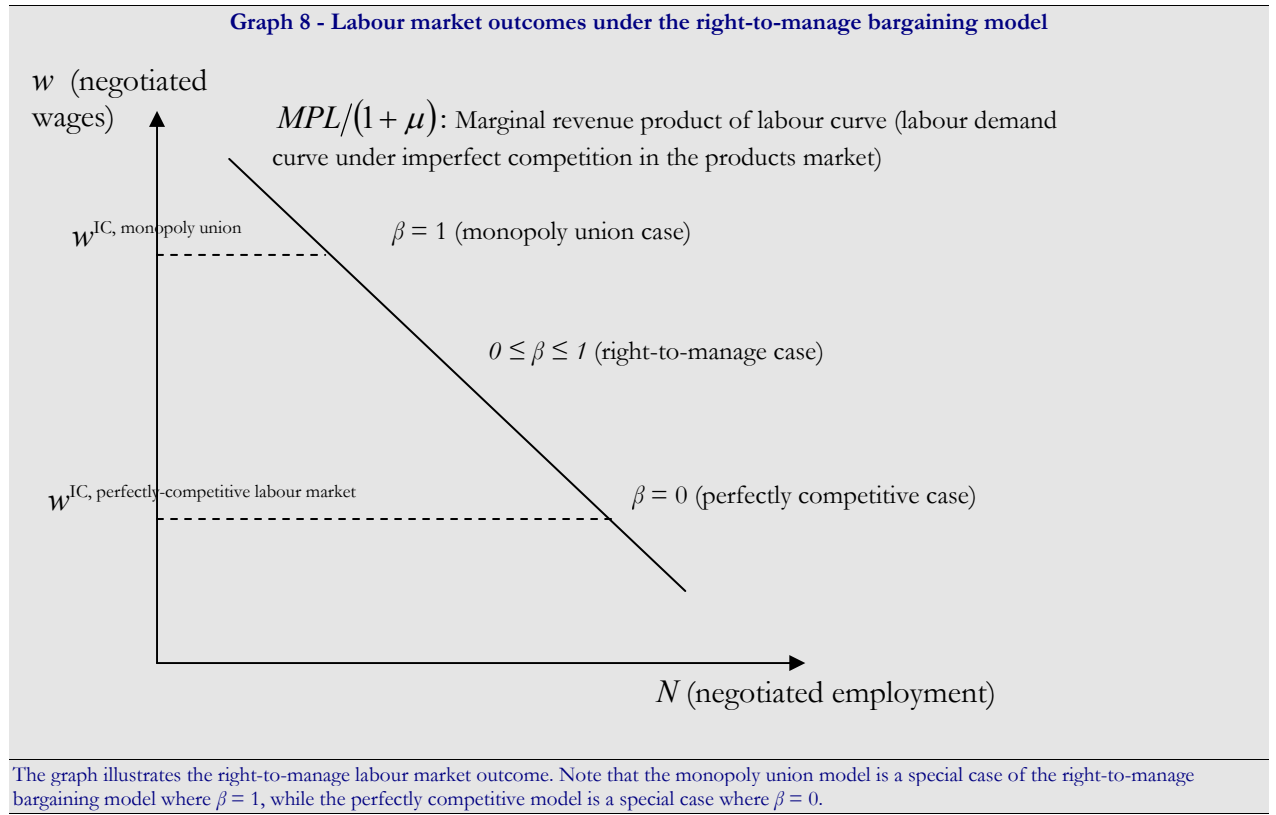 Graph 8 - Labour market outcomes under the right-to-manage bargaining model
w (negotiated
wages)
MPL/(1 + μ): Marginal revenue product of labour curve (labour demand
curve under imperfect competition in the products market)
w^IC, monopoly union
β = 1 (monopoly union case)
0 ≤ β ≤ 1 (right-to-manage case)
w^IC, perfectly-competitive labour market
β = 0 (perfectly competitive case)
N (negotiated employment)
The graph illustrates the right-to-manage labour market outcome. Note that the monopoly union model is a special case of the right-to-manage
bargaining model where β = 1, while the perfectly competitive model is a special case where β = 0.